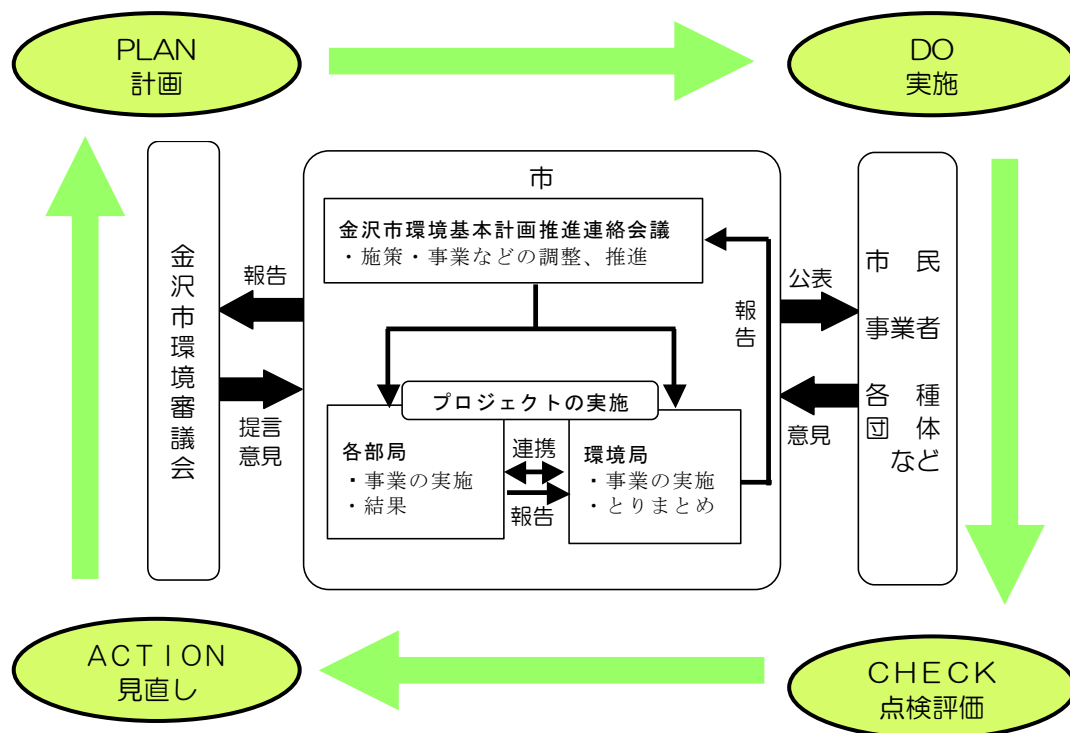 PLAN
計画
DO
実施
市
金沢市環境基本計画推進連絡会議
・施策・事業などの調整、推進
金沢市環境審議会
報告
提言
意見
報告
公表
意見
市　民
事業者
各　種
団　体
など
プロジェクトの実施
各部局
・事業の実施
・結果
連携
報告
環境局
・事業の実施
・とりまとめ
ACTION
見直し
CHECK
点検評価